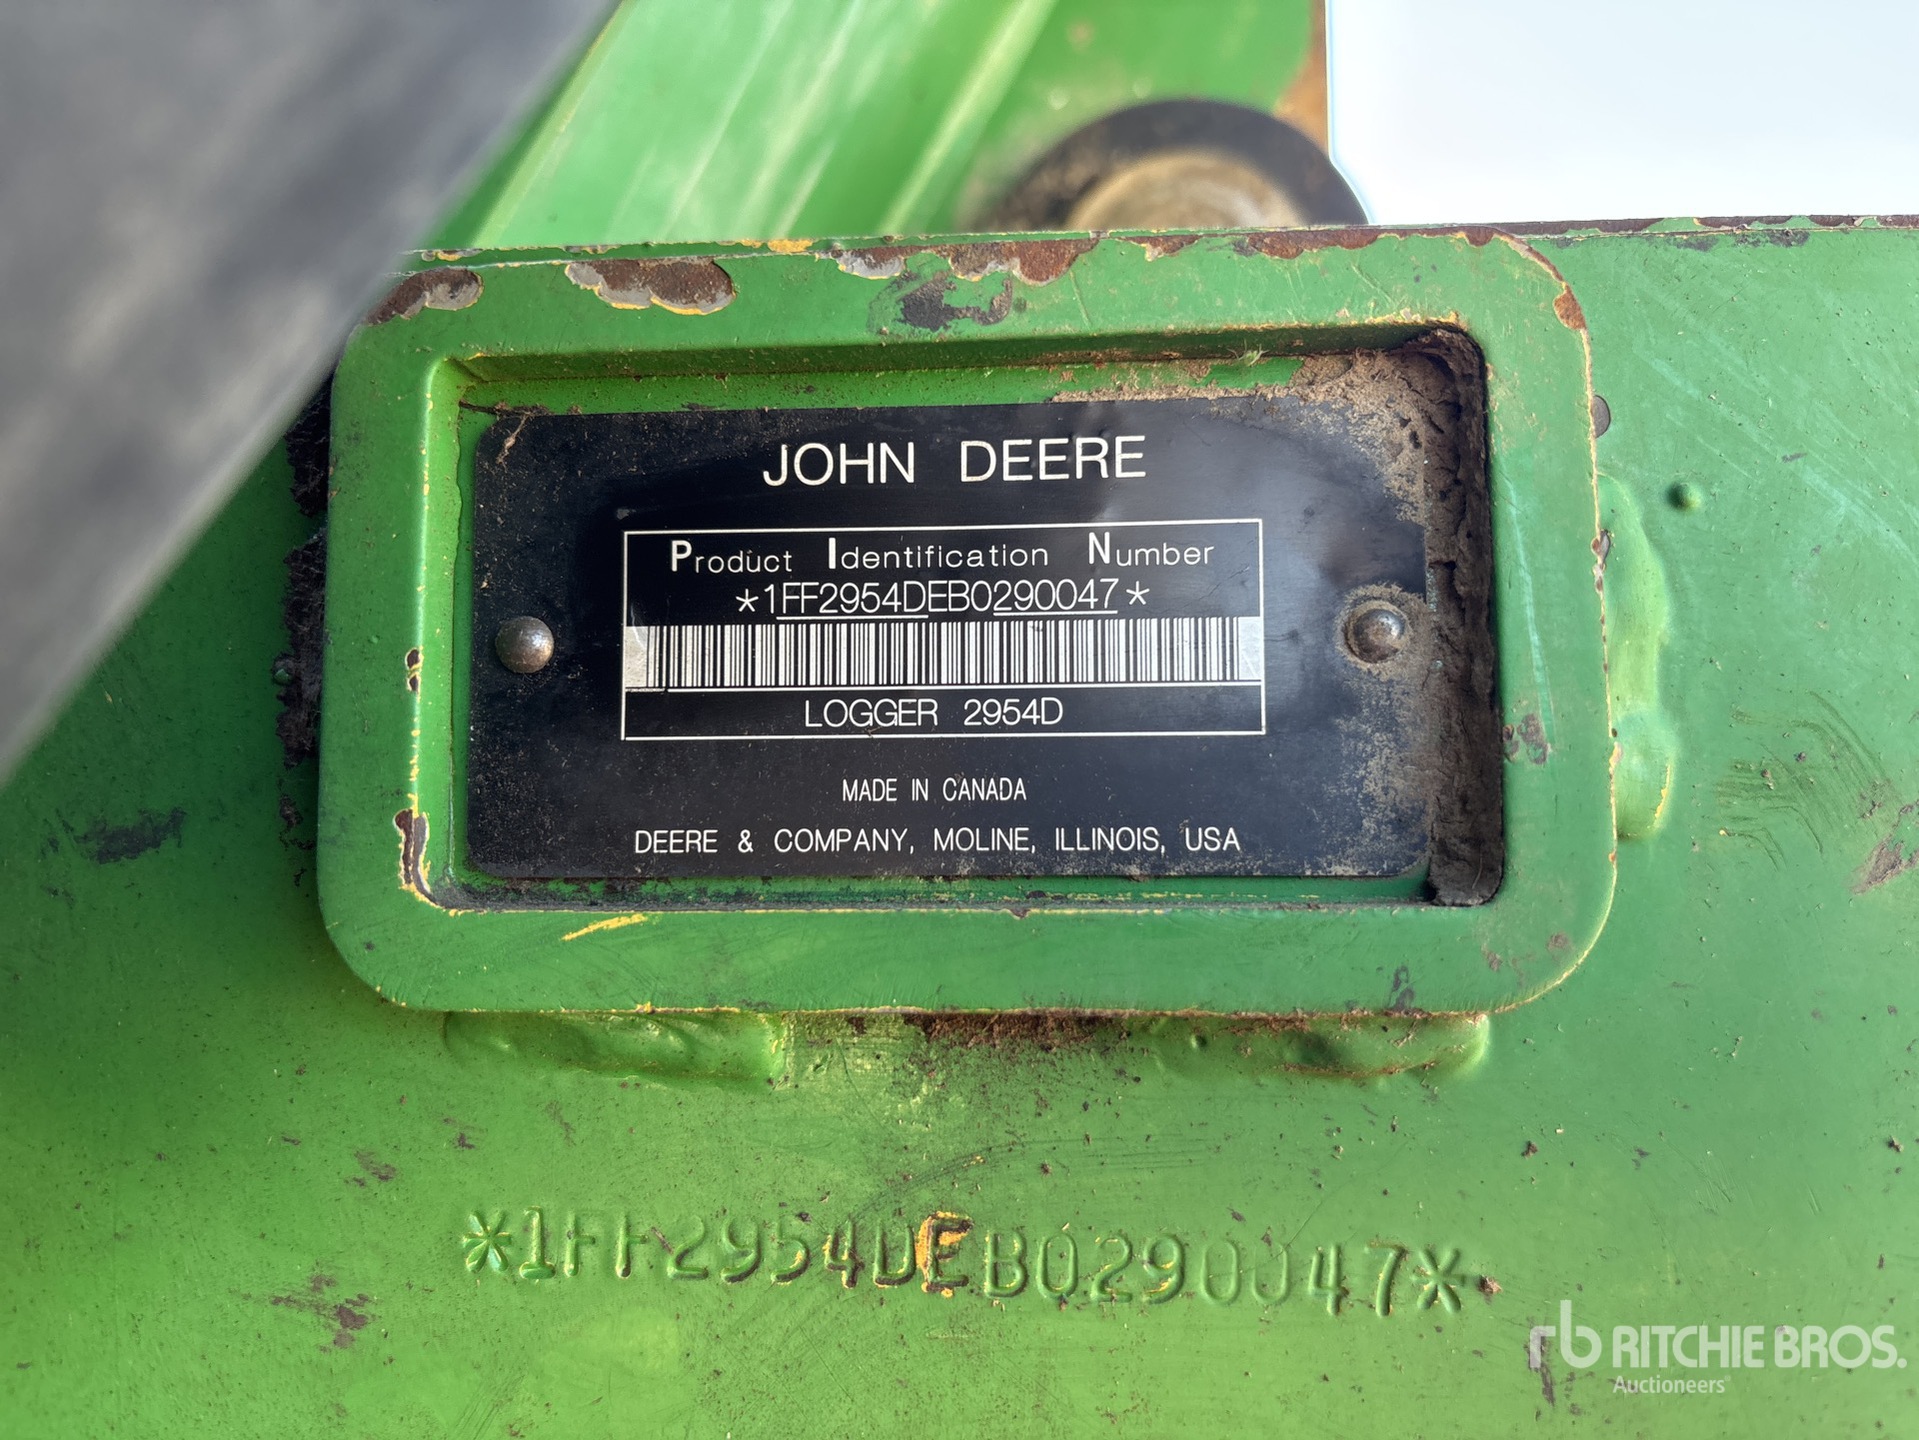 JOHN DEERE
Product Identification Number
*1FF2954DEB0290047*
LOGGER 2954D
MADE IN CANADA
DEERE & COMPANY, MOLINE, ILLINOIS, USA
*1FF2954DEB0290047*
rb RITCHIE BROS.
Auctioneers